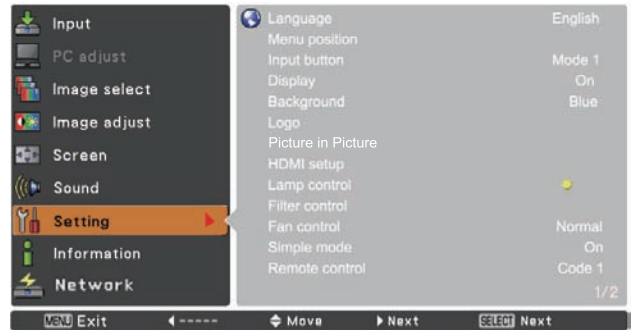 Input
PC adjust
Image select
Image adjust
Screen
Sound
Setting
Information
Network
Language English
Menu position
Input button Mode 1
Display On
Background Blue
Logo
Picture in Picture
HDMI setup
Lamp control
Filter control
Fan control Normal
Simple mode On
Remote control Code 1
1/2
MENU Exit ◀ ----- Move Next SELECT Next